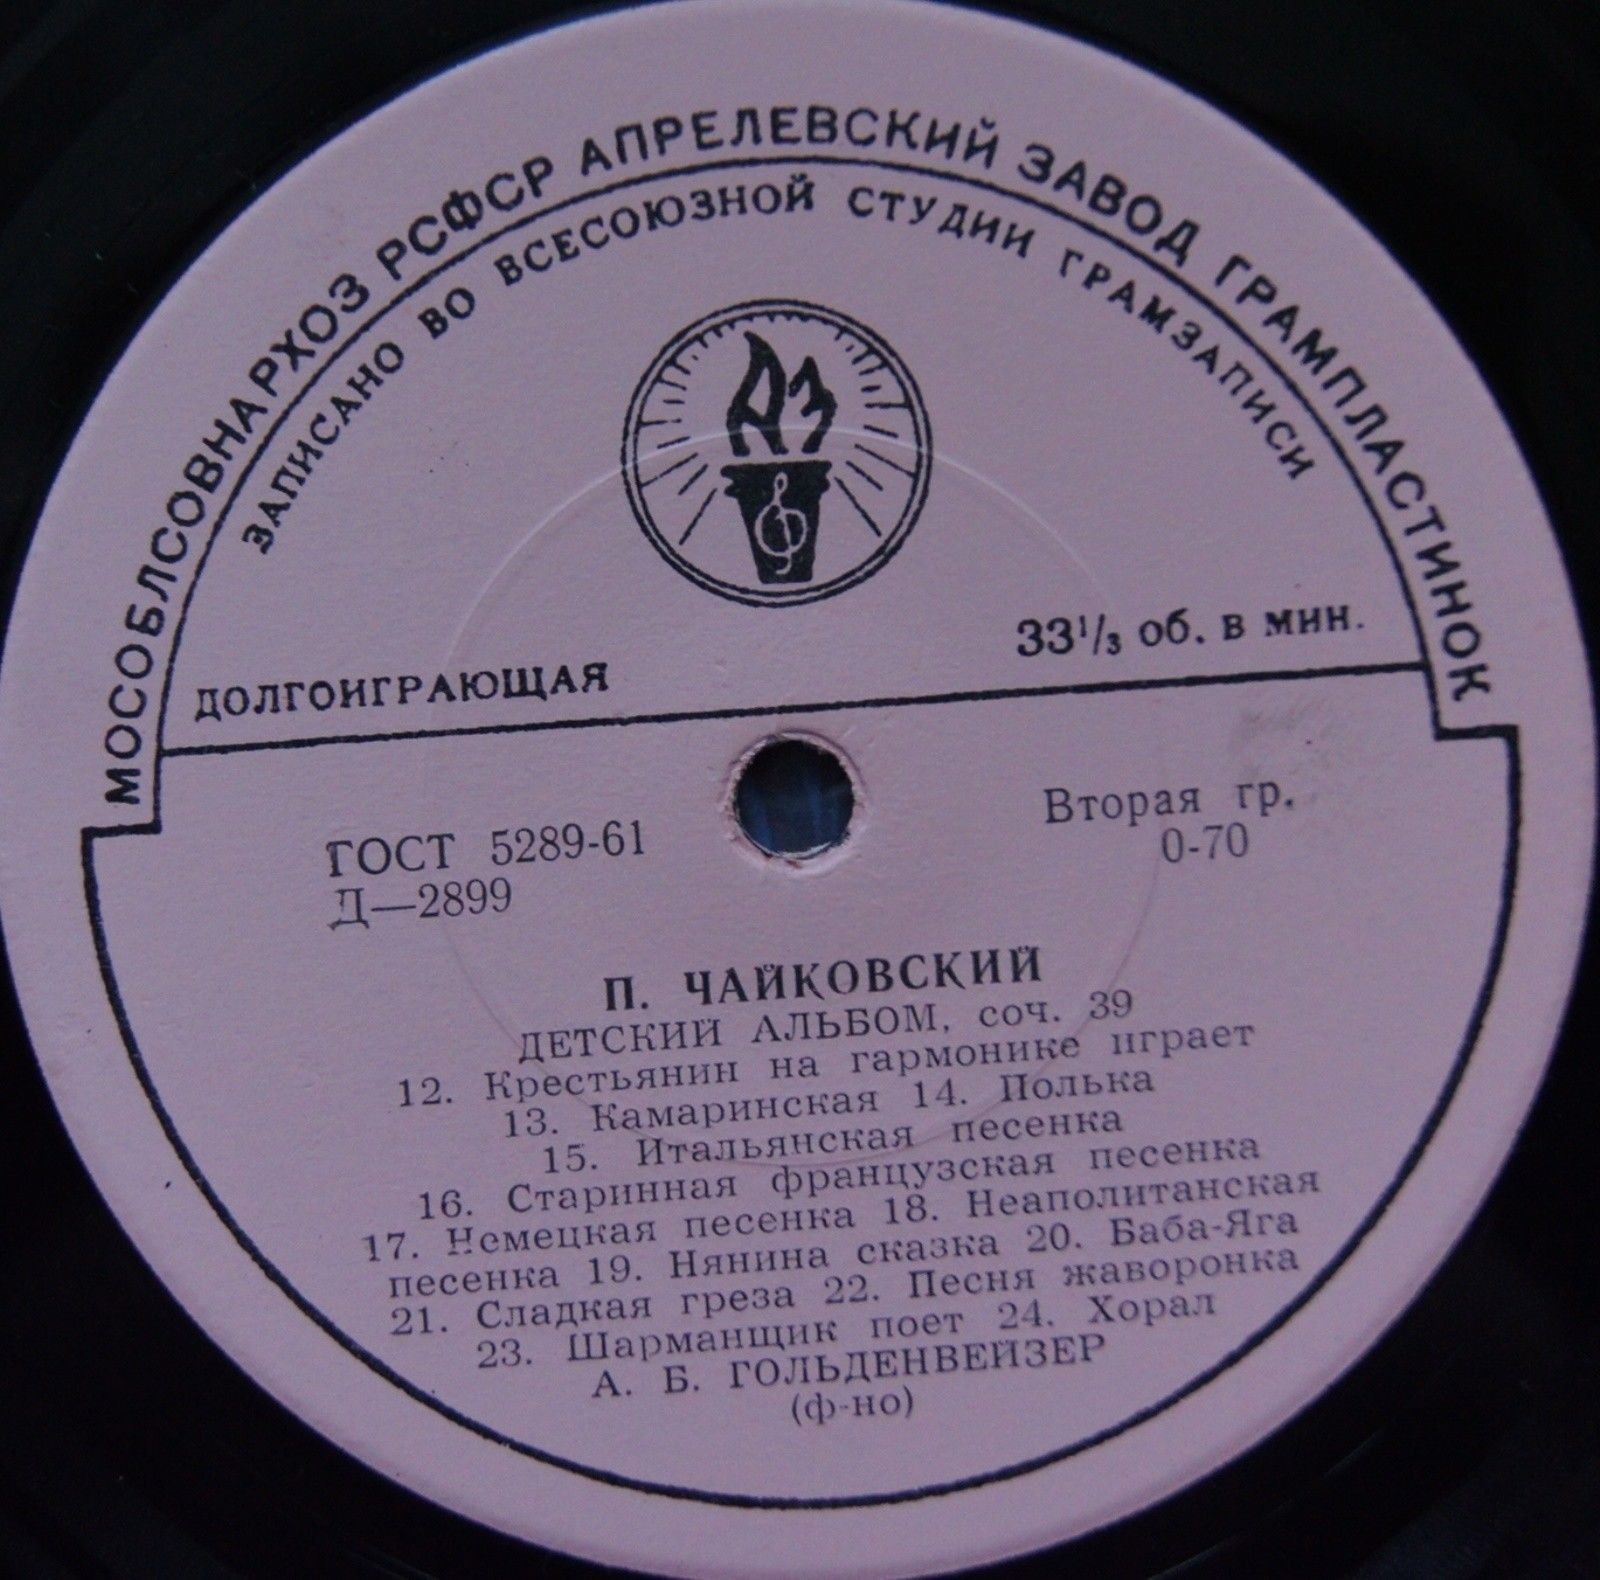 МОСОБЛСОВНАРХОЗ РСФСР АПРЕЛЕВСКИЙ ЗАВОД ГРАМПЛАСТИНОК
ЗАПИСАНО ВО ВСЕСОЮЗНОЙ СТУДИИ ГРАМЗАПИСИ
АЗ
ДОЛГОИГРАЮЩАЯ
33 1/3 об. в мин.
ГОСТ 5289-61
Вторая гр.
Д—2899
0-70
П. ЧАЙКОВСКИЙ
ДЕТСКИЙ АЛЬБОМ, соч. 39
12. Крестьянин на гармонике играет
13. Камаринская 14. Полька
15. Итальянская песенка
16. Старинная французская песенка
17. Немецкая песенка 18. Неаполитанская
песенка 19. Нянина сказка 20. Баба-Яга
21. Сладкая греза 22. Песня жаворонка
23. Шарманщик поет 24. Хорал
А. Б. ГОЛЬДЕНВЕЙЗЕР
(ф-но)